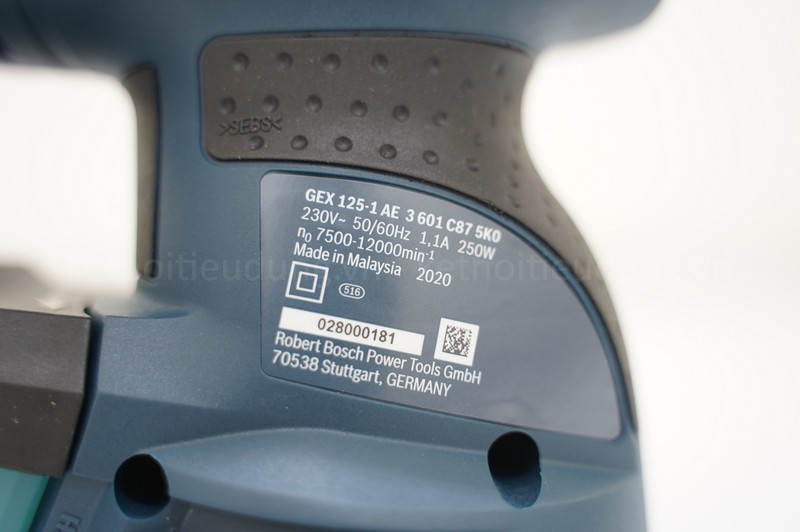 >SEBS<
GEX 125-1 AE 3 601 C87 5K0
230V~ 50/60Hz 1,1A 250W
n0 7500-12000min-1
Made in Malaysia 2020
516
028000181
Robert Bosch Power Tools GmbH
70538 Stuttgart, GERMANY